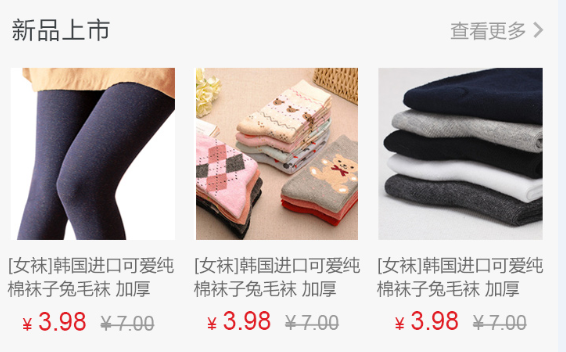 新品上市
查看更多
[女袜]韩国进口可爱纯 [女袜]韩国进口可爱纯 [女袜]韩国进口可爱纯
棉袜子兔毛袜 加厚 棉袜子兔毛袜 加厚 棉袜子兔毛袜 加厚
¥ 3.98 ¥ 7.00 ¥ 3.98 ¥ 7.00 ¥ 3.98 ¥ 7.00